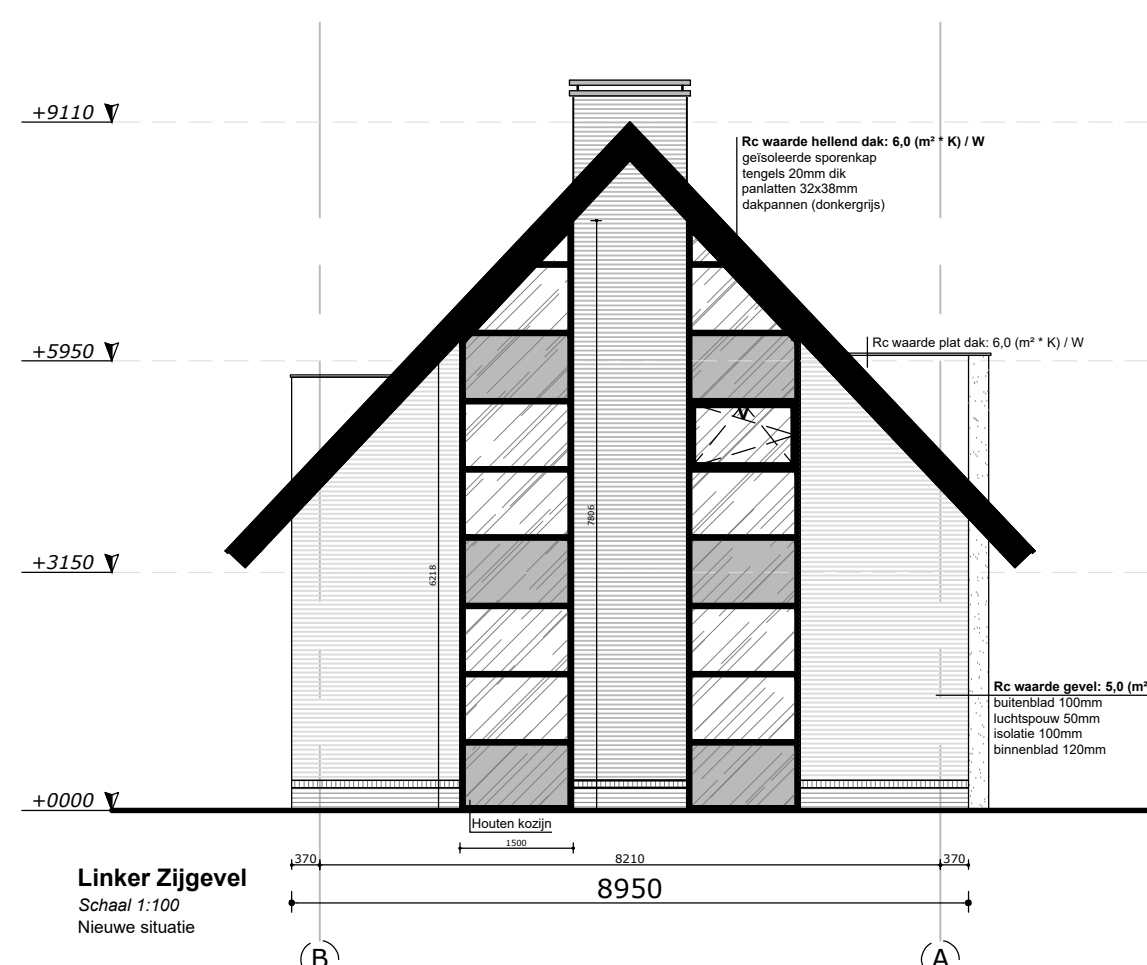 +9110
Rc waarde hellend dak: 6,0 (m² * K) / W
geïsoleerde sporenkap
tengels 20mm dik
panlatten 32x38mm
dakpannen (donkergrijs)
+5950
Rc waarde plat dak: 6,0 (m² * K) / W
7806
+3150
6218
Rc waarde gevel: 5,0 (m²
buitenblad 100mm
luchtspouw 50mm
isolatie 100mm
binnenblad 120mm
+0000
Houten kozijn
1500
370
8210
370
8950
Linker Zijgevel
Schaal 1:100
Nieuwe situatie
B
A